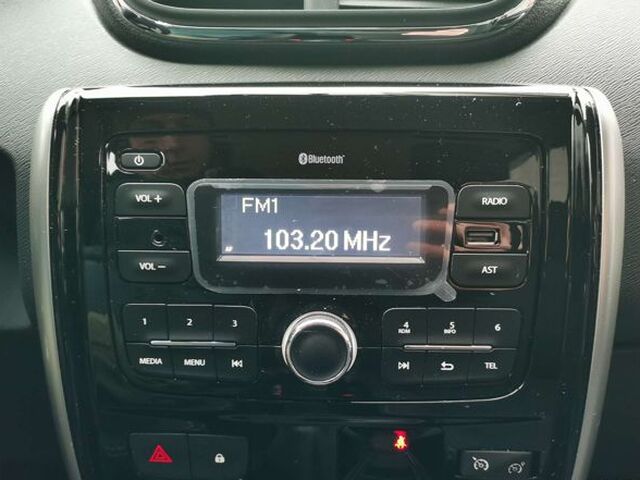 Bluetooth
VOL +
FM1
RADIO
103.20 MHz
VOL −
AST
1 2 3
4 RDM 5 INFO 6
MEDIA MENU
TEL